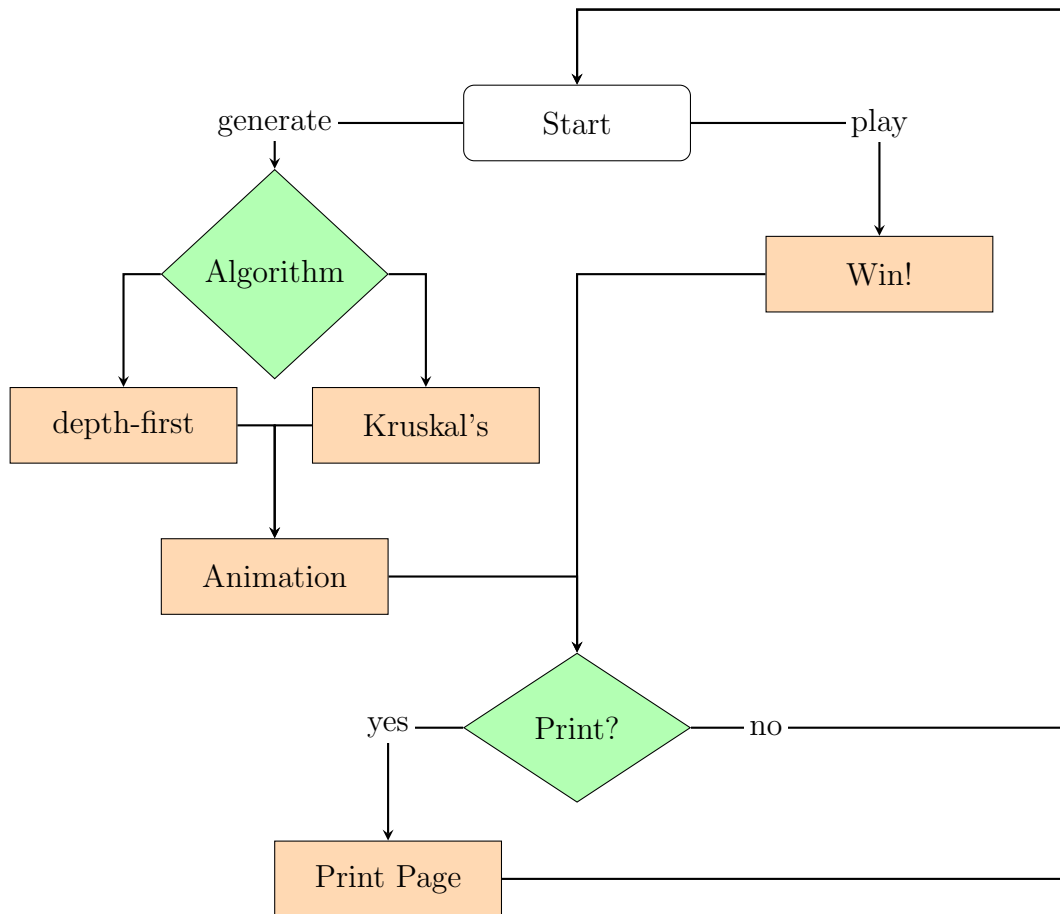 generate
Start
play
Algorithm
Win!
depth-first
Kruskal's
Animation
yes
Print?
no
Print Page